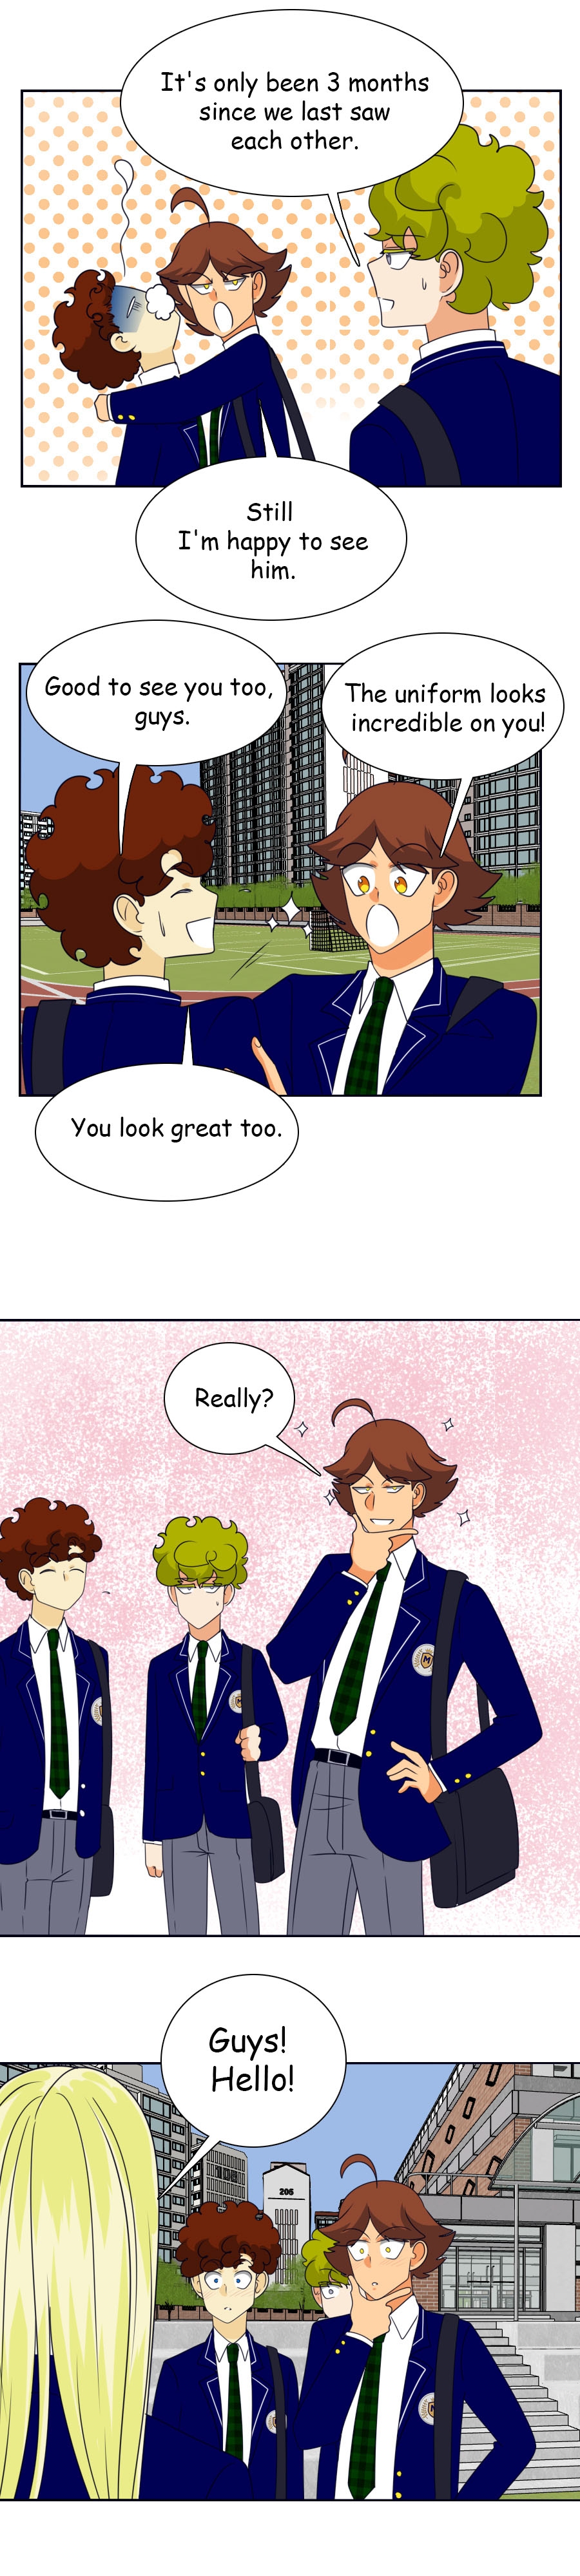 It's only been 3 months
since we last saw
each other.
Still
I'm happy to see
him.
Good to see you too,
guys.
The uniform looks
incredible on you!
You look great too.
Really?
M
M
Guys!
Hello!
108
205
M
M